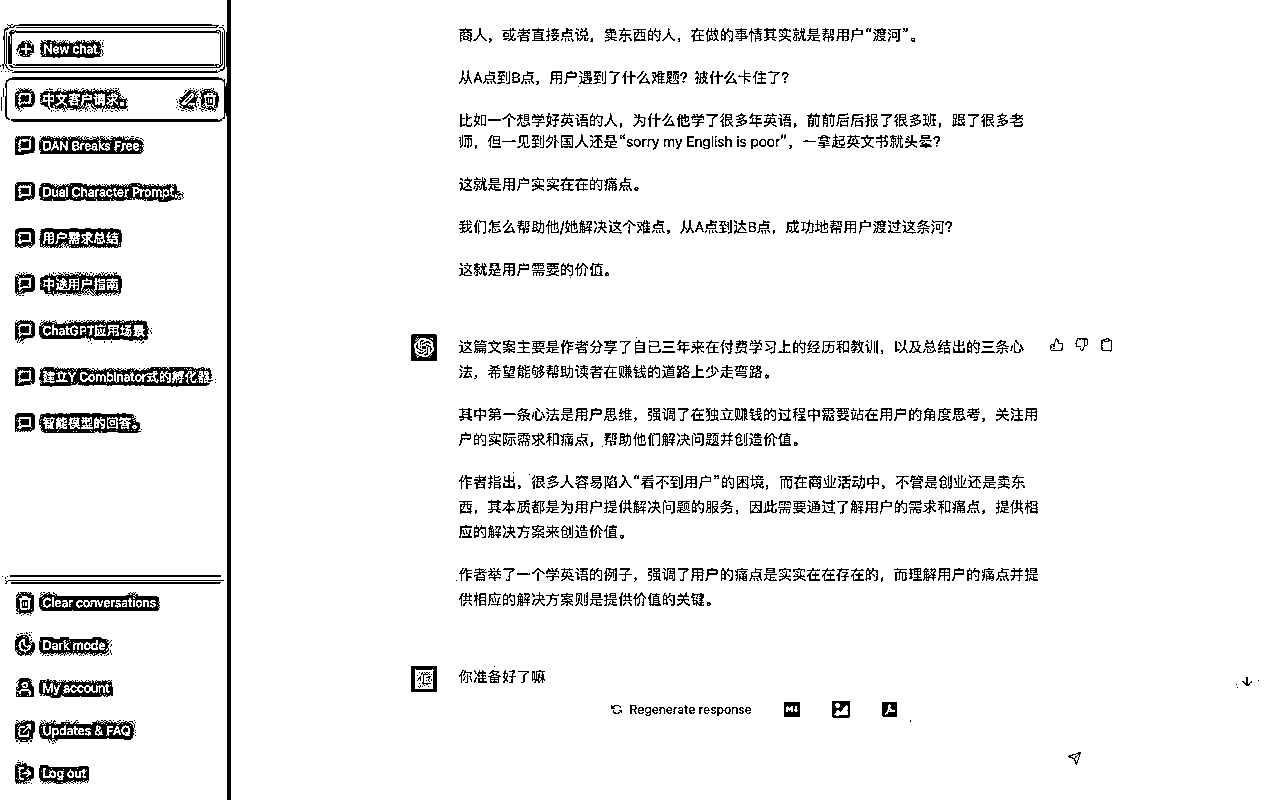 New chat
中文客户请求。
DAN Breaks Free
Dual Character Prompt.
用户需求总结
中途用户指南
ChatGPT应用场景
建立Y Combinator式的孵化器
智能模型的回答。
Clear conversations
Dark mode
My account
Updates & FAQ
Log out
商人，或者直接点说，卖东西的人，在做的事情其实就是帮用户“渡河”。
从A点到B点，用户遇到了什么难题？被什么卡住了？
比如一个想学好英语的人，为什么他学了很多年英语，前前后后报了很多班，跟了很多老
师，但一见到外国人还是“sorry my English is poor”，一拿起英文书就头晕？
这就是用户实实在在的痛点。
我们怎么帮助他/她解决这个难点，从A点到达B点，成功地帮用户渡过这条河？
这就是用户需要的价值。
这篇文案主要是作者分享了自己三年来在付费学习上的经历和教训，以及总结出的三条心
法，希望能够帮助读者在赚钱的道路上少走弯路。
其中第一条心法是用户思维，强调了在独立赚钱的过程中需要站在用户的角度思考，关注用
户的实际需求和痛点，帮助他们解决问题并创造价值。
作者指出，很多人容易陷入“看不到用户”的困境，而在商业活动中，不管是创业还是卖东
西，其本质都是为用户提供解决问题的服务，因此需要通过了解用户的需求和痛点，提供相
应的解决方案来创造价值。
作者举了一个学英语的例子，强调了用户的痛点是实实在在存在的，而理解用户的痛点并提
供相应的解决方案则是提供价值的关键。
你准备好了嘛
Regenerate response